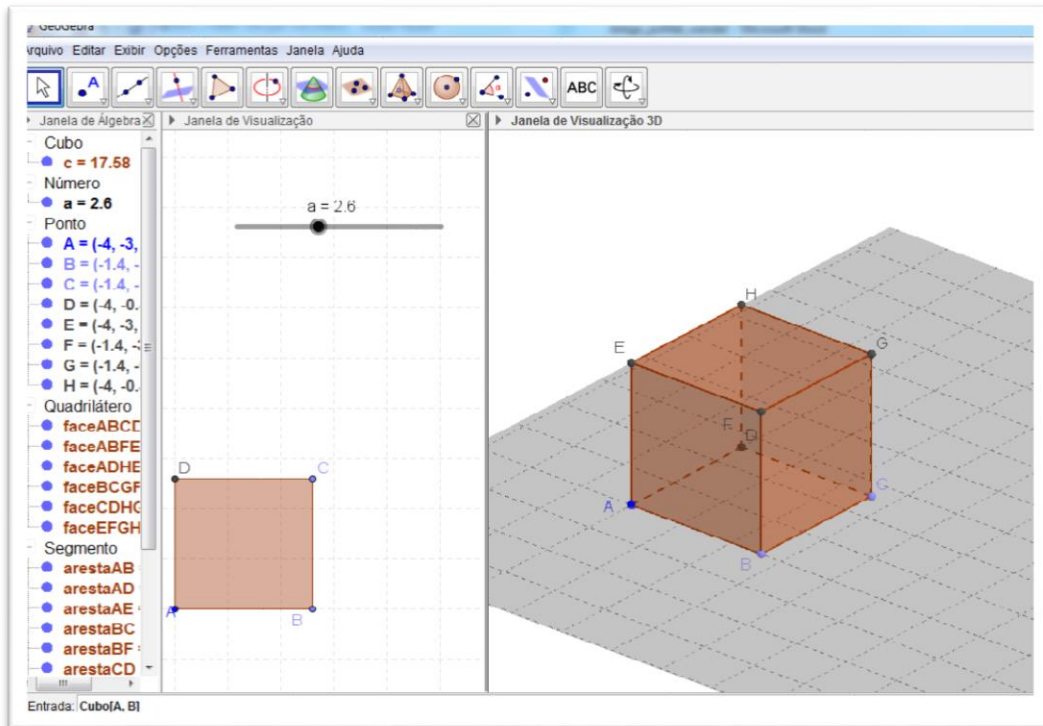 GeoGebra
Arquivo Editar Exibir Opções Ferramentas Janela Ajuda
A
α
ABC
Janela de Álgebra
Cubo
c = 17.58
Número
a = 2.6
Ponto
A = (-4, -3,
B = (-1.4, -
C = (-1.4, -
D = (-4, -0.
E = (-4, -3,
F = (-1.4, -3
G = (-1.4, -
H = (-4, -0.
Quadrilátero
faceABCD
faceABFE
faceADHE
faceBCGF
faceCDHG
faceEFGH
Segmento
arestaAB
arestaAD
arestaAE =
arestaBC
arestaBF =
arestaCD
Janela de Visualização
a = 2.6
D
C
A
B
Janela de Visualização 3D
H
E
G
F
D
A
C
B
Entrada: Cubo[A, B]